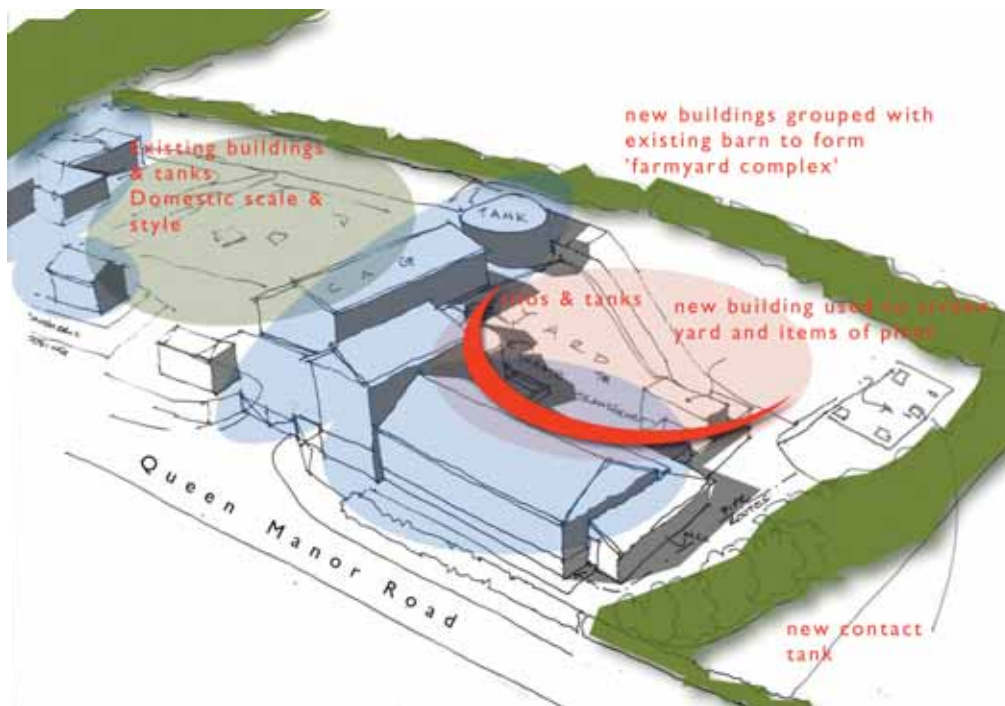 new buildings grouped with
existing barn to form
'farmyard complex'
Existing buildings
& tanks
Domestic scale &
style
TANK
& tanks
new building used to screen
yard and items of plant
YARD
Queen Manor Road
new contact
tank